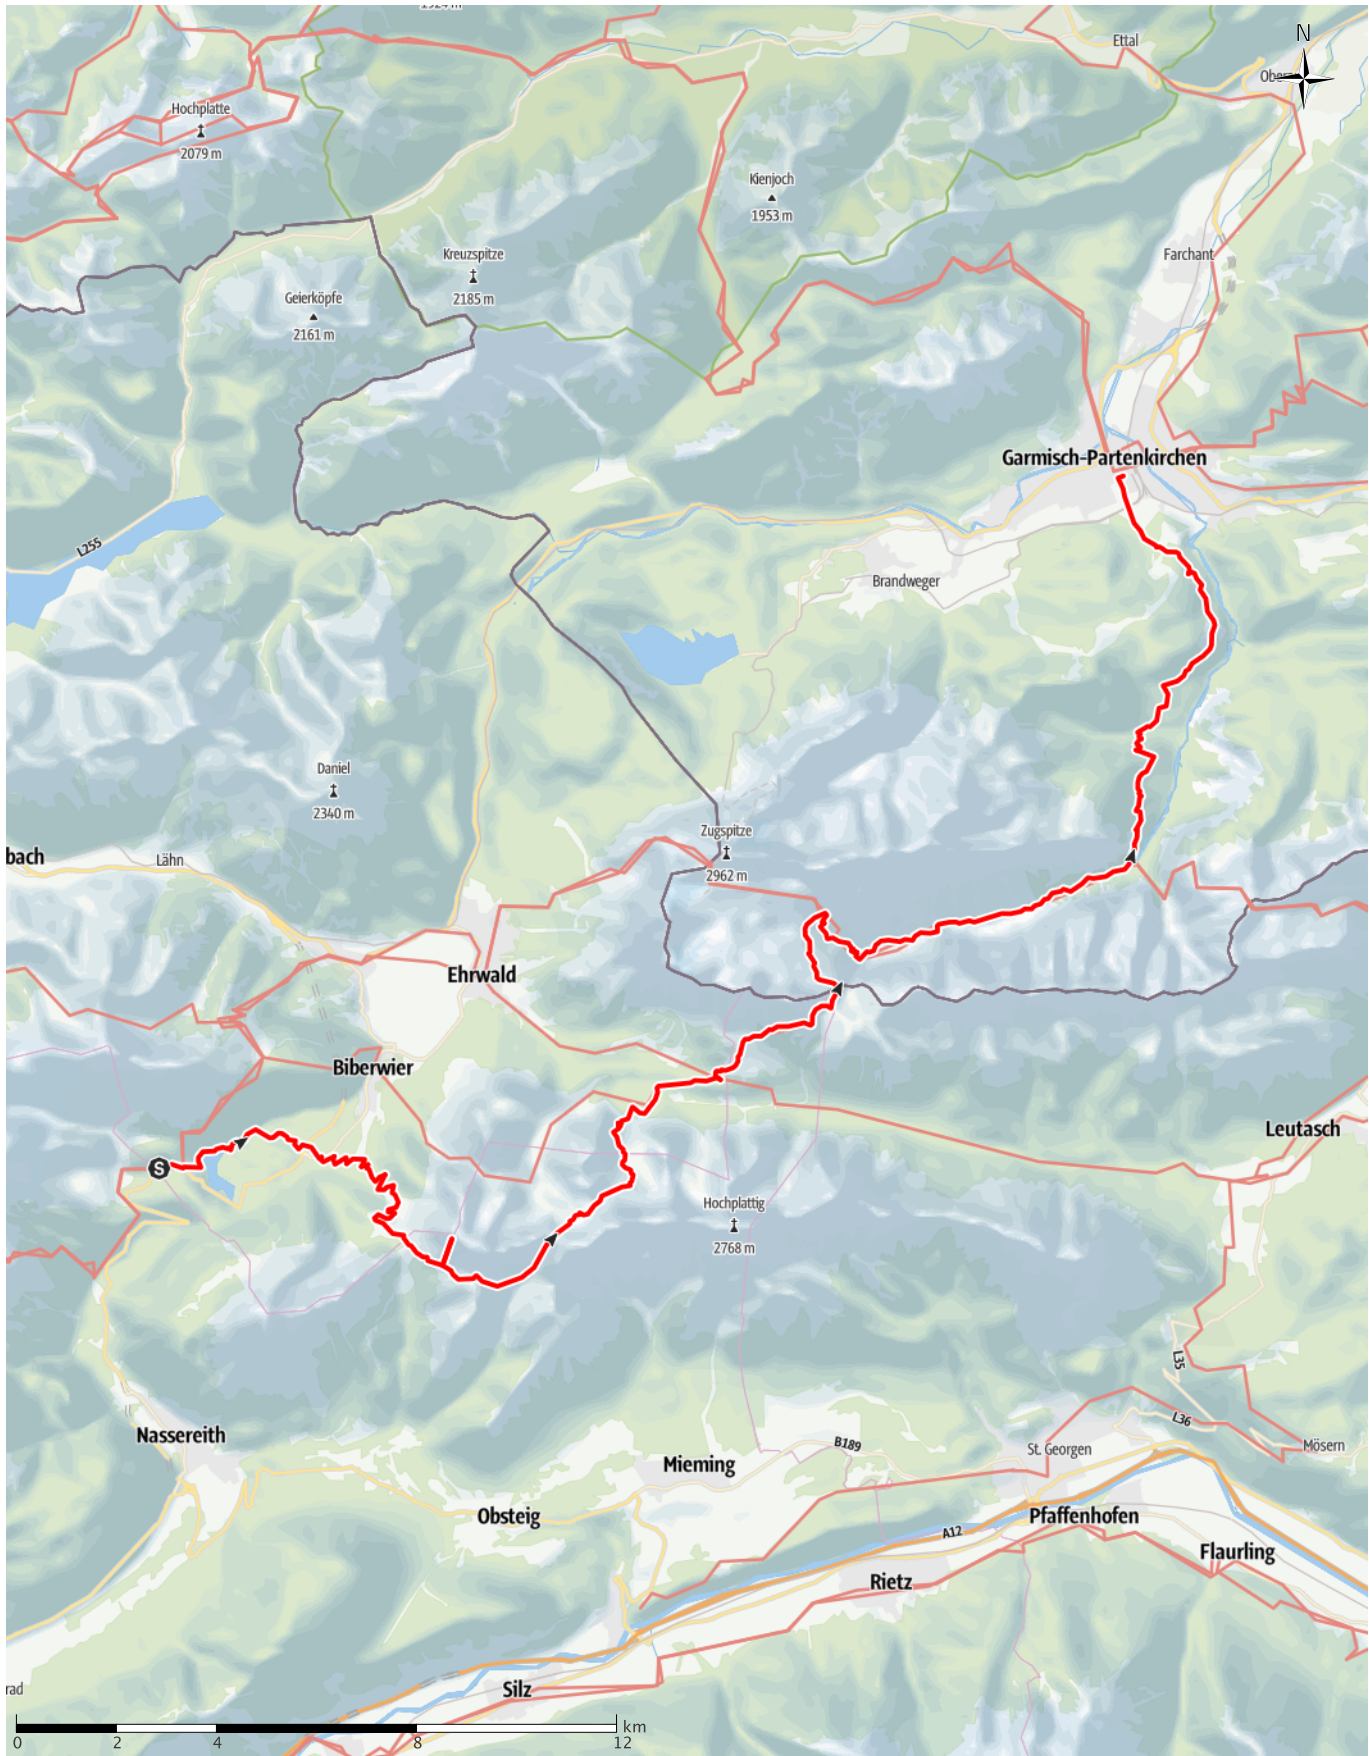 Ettal
N
Hochplatte
2079 m
Kienjoch
1953 m
Farchant
Kreuzspitze
2185 m
Geierköpfe
2161 m
Garmisch-Partenkirchen
L255
Brandweger
Daniel
2340 m
Zugspitze
2962 m
bach
Lähn
Ehrwald
Biberwier
Leutasch
S
Hochplattig
2768 m
L35
L36
Nassereith
Mieming
B189
St. Georgen
Mösern
Obsteig
A12
Pfaffenhofen
Flaurling
Rietz
Silz
rad
km
0 2 4 8 12